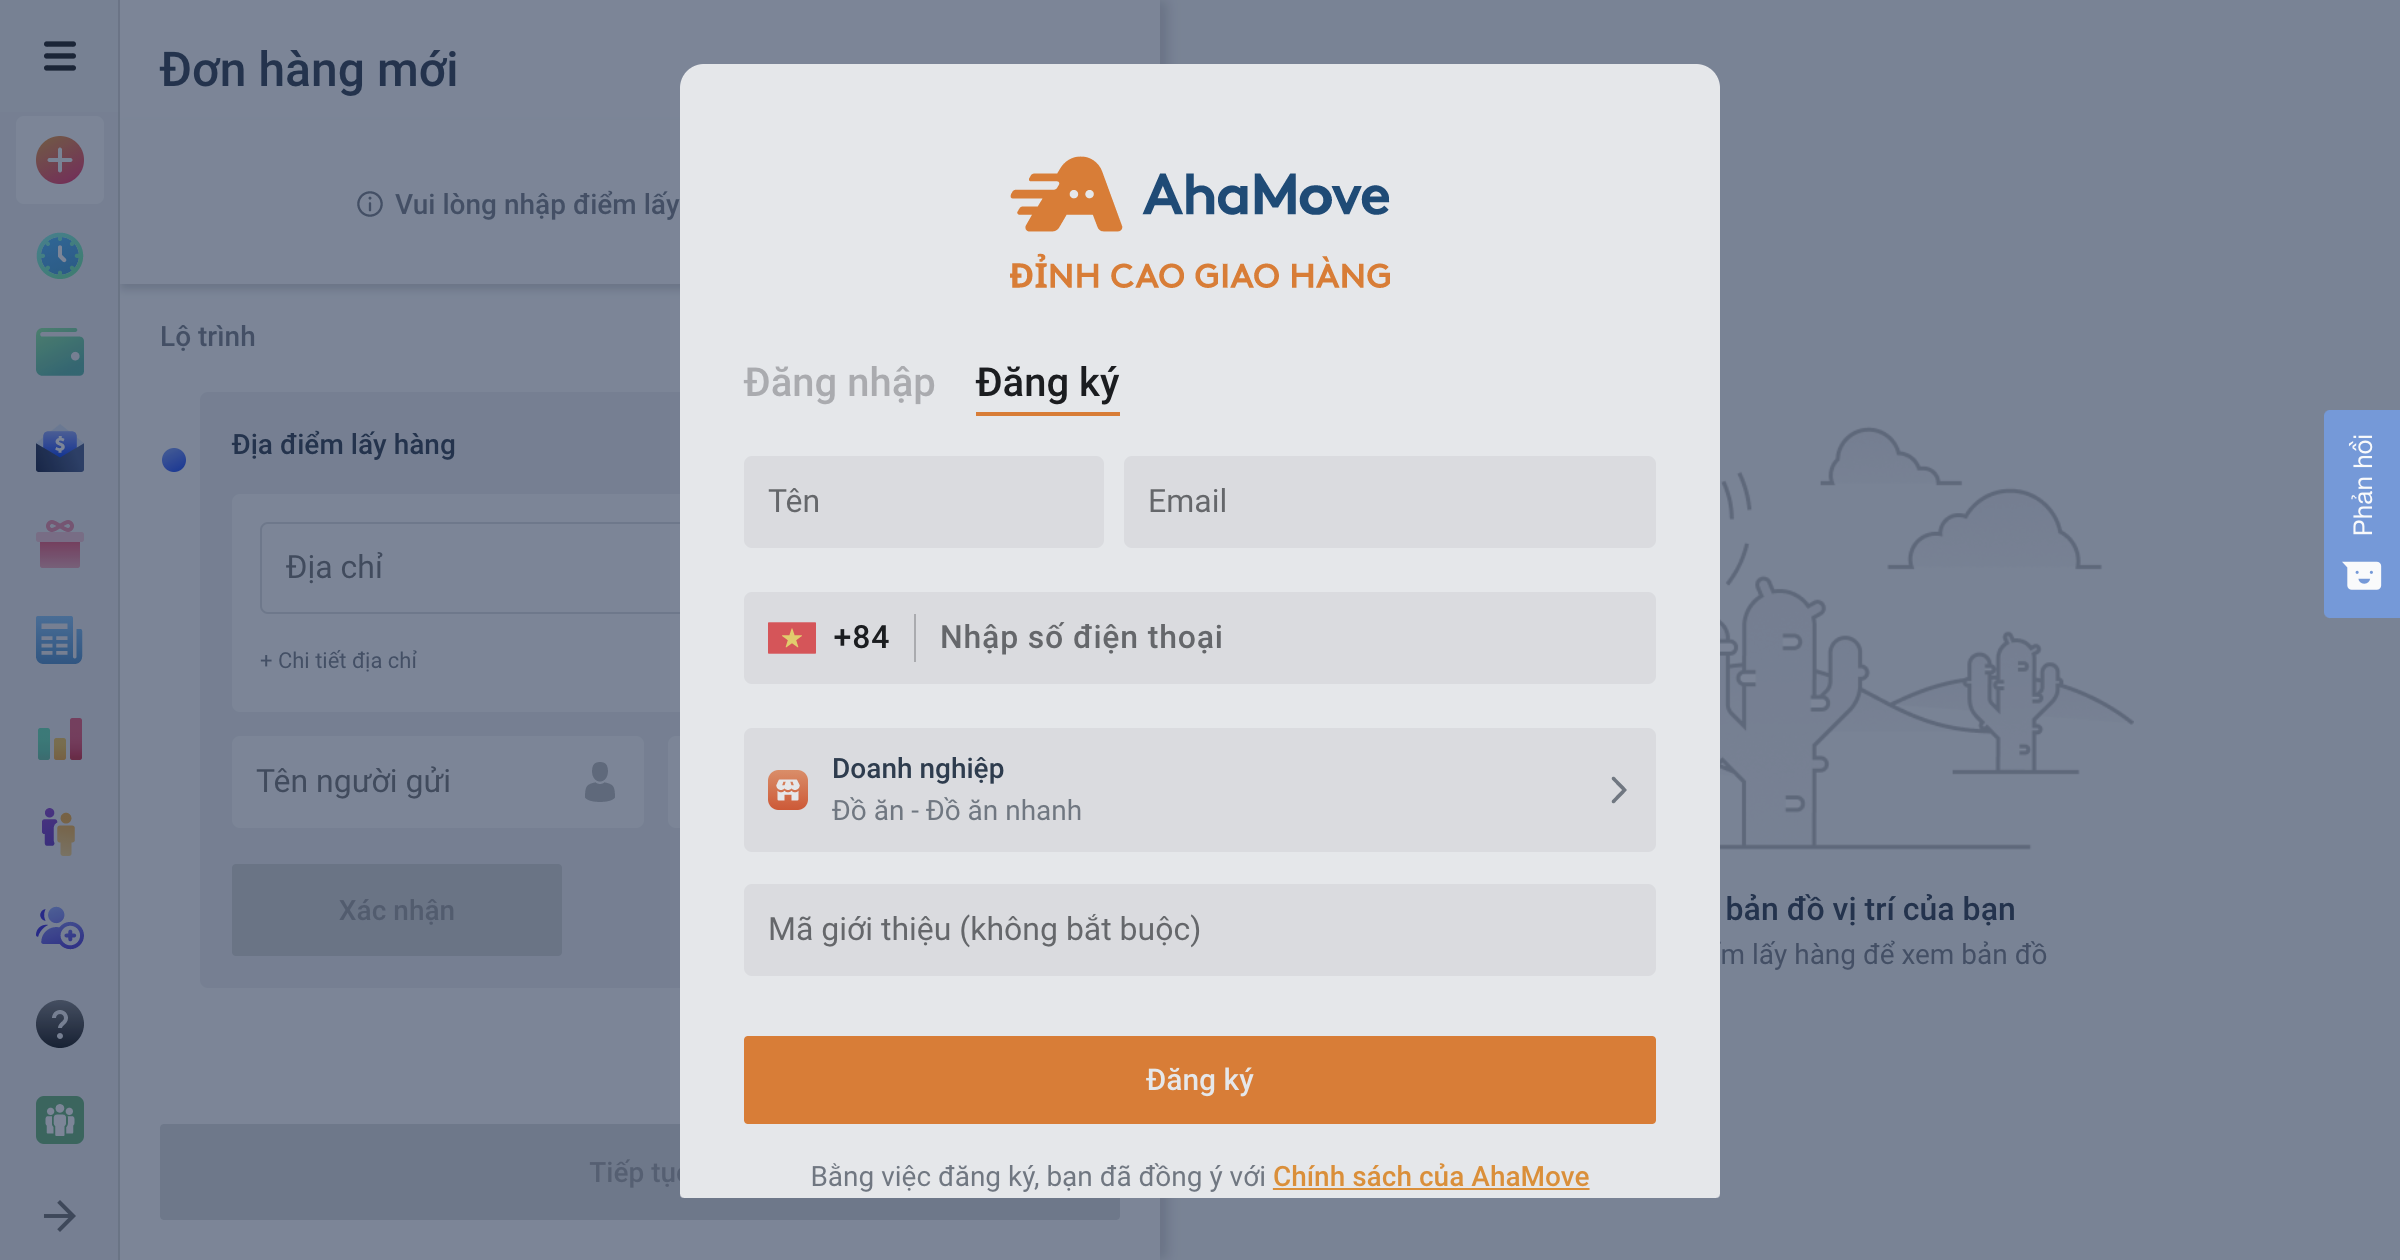 Đơn hàng mới
Vui lòng nhập điểm lấy
Lộ trình
Địa điểm lấy hàng
Địa chỉ
+ Chi tiết địa chỉ
Tên người gửi
Xác nhận
Tiếp tục
AhaMove
ĐỈNH CAO GIAO HÀNG
Đăng nhập Đăng ký
Tên Email
+84 Nhập số điện thoại
Doanh nghiệp
Đồ ăn - Đồ ăn nhanh
Mã giới thiệu (không bắt buộc)
Đăng ký
Bằng việc đăng ký, bạn đã đồng ý với Chính sách của AhaMove
bản đồ vị trí của bạn
lấy hàng để xem bản đồ
Phản hồi